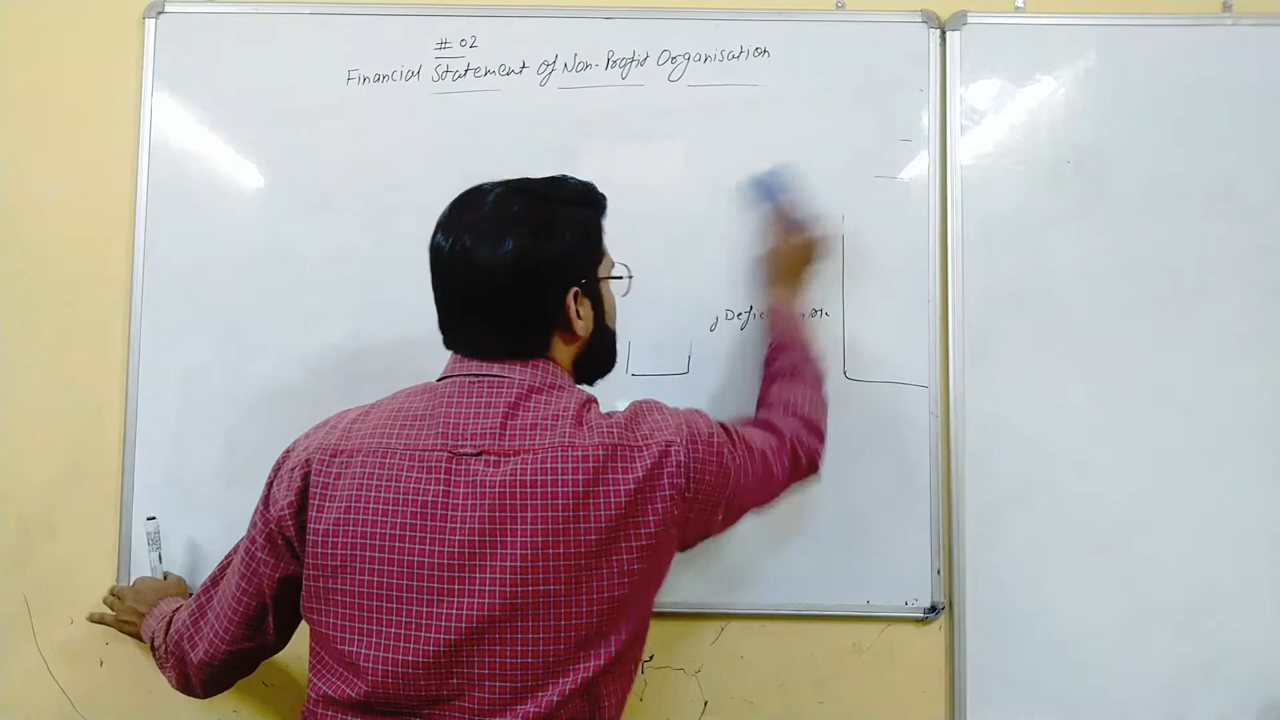 # 02
Financial Statement of Non-Profit Organisation